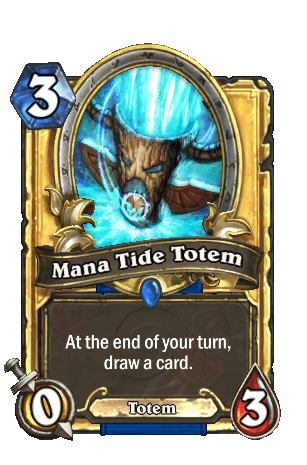 3
Mana Tide Totem
At the end of your turn,
draw a card.
0
Totem
3